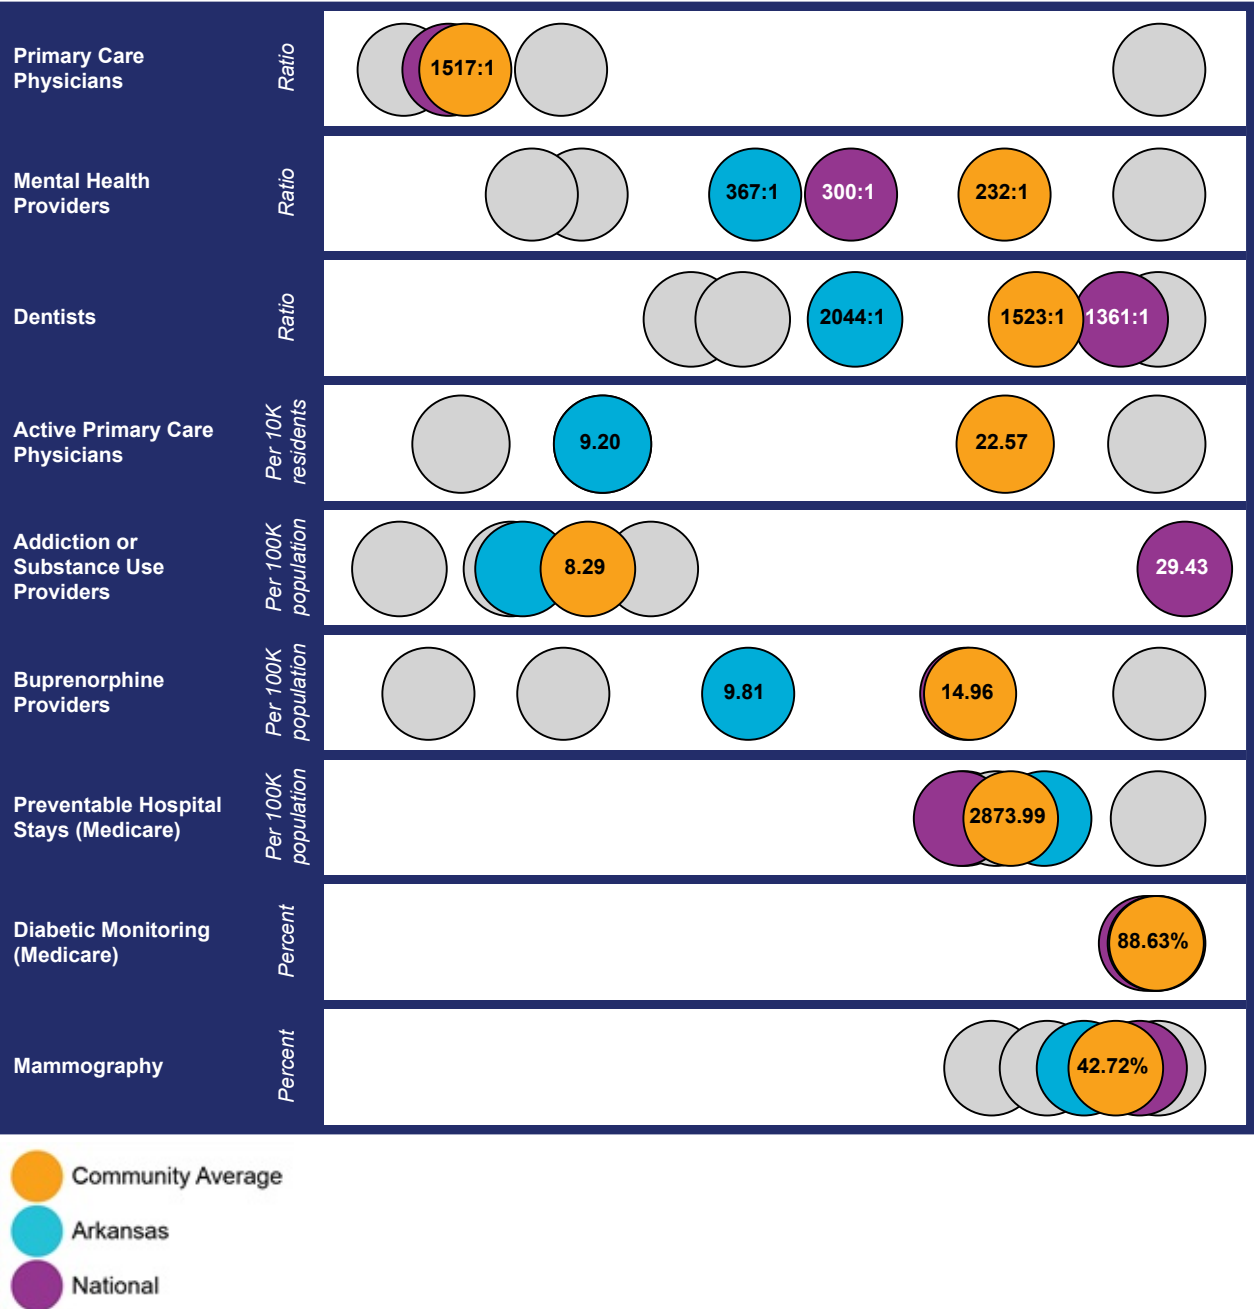 Primary Care
Physicians
Ratio
1517:1
Mental Health
Providers
Ratio
367:1
300:1
232:1
Dentists
Ratio
2044:1
1523:1
1361:1
Active Primary Care
Physicians
Per 10K
residents
9.20
22.57
Addiction or
Substance Use
Providers
Per 100K
population
8.29
29.43
Buprenorphine
Providers
Per 100K
population
9.81
14.96
Preventable Hospital
Stays (Medicare)
Per 100K
population
2873.99
Diabetic Monitoring
(Medicare)
Percent
88.63%
Mammography
Percent
42.72%
Community Average
Arkansas
National